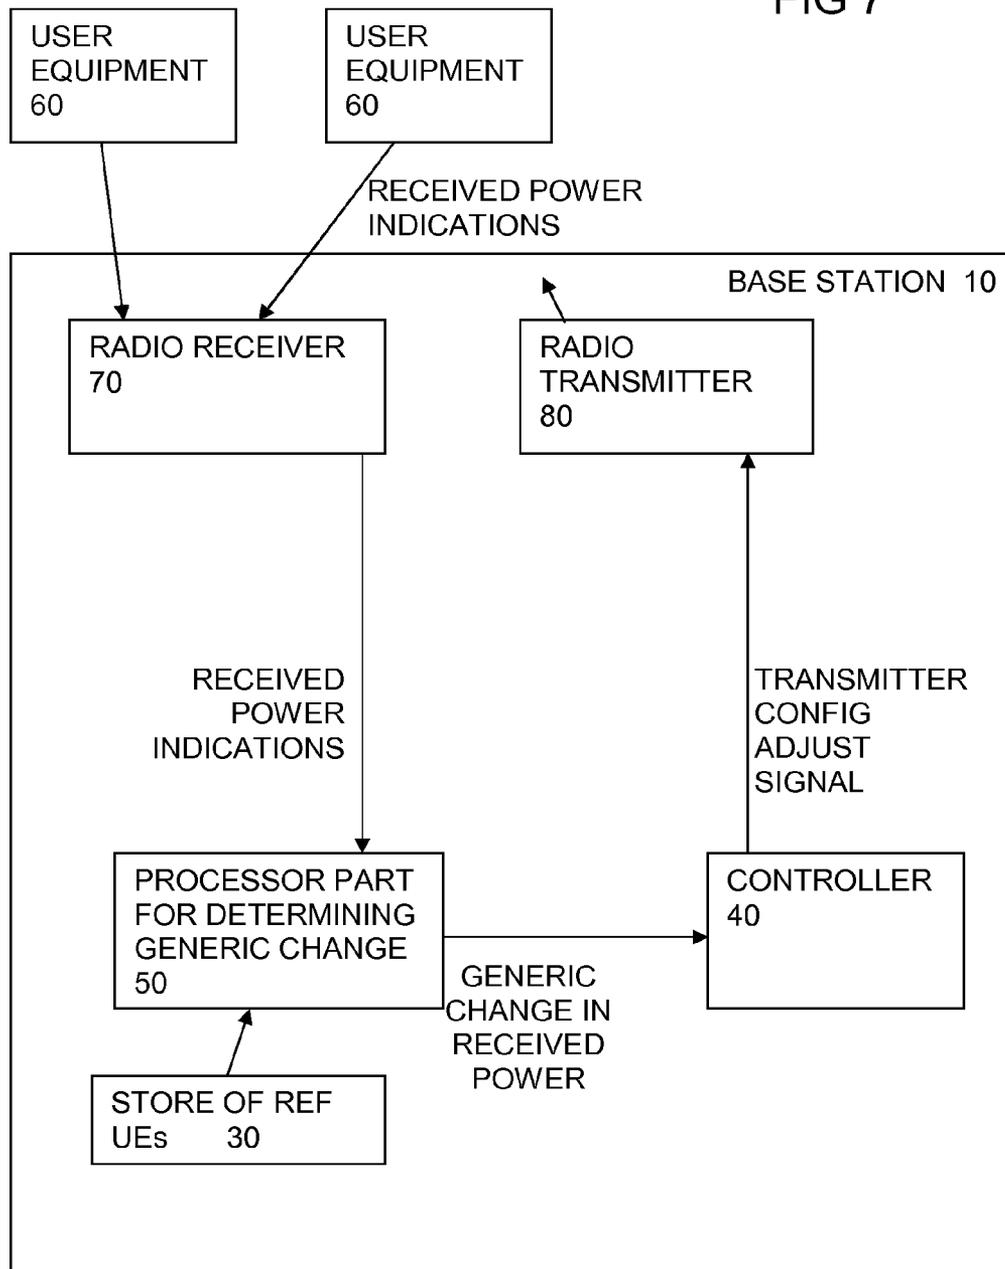 FIG 7
USER
EQUIPMENT
60
USER
EQUIPMENT
60
RECEIVED POWER
INDICATIONS
BASE STATION 10
RADIO RECEIVER
70
RADIO
TRANSMITTER
80
RECEIVED
POWER
INDICATIONS
TRANSMITTER
CONFIG
ADJUST
SIGNAL
PROCESSOR PART
FOR DETERMINING
GENERIC CHANGE
50
CONTROLLER
40
GENERIC
CHANGE IN
RECEIVED
POWER
STORE OF REF
UEs 30